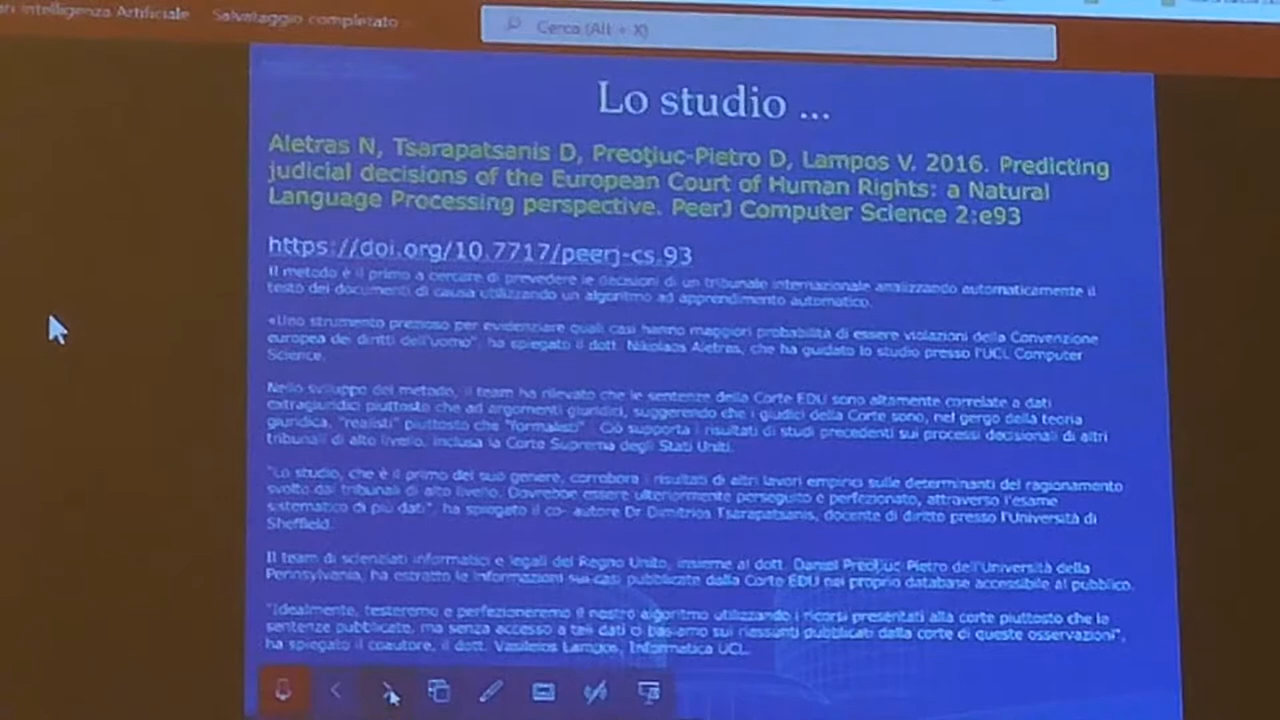 ari Intelligenza Artificiale Salvataggio completato
Cerca (Alt + X)
Lo studio ...
Aletras N, Tsarapatsanis D, Preoţiuc-Pietro D, Lampos V. 2016. Predicting
judicial decisions of the European Court of Human Rights: a Natural
Language Processing perspective. PeerJ Computer Science 2:e93
https://doi.org/10.7717/peerj-cs.93
Il metodo è il primo a cercare di prevedere le decisioni di un tribunale internazionale analizzando automaticamente il
testo dei documenti di causa utilizzando un algoritmo ad apprendimento automatico.
«Uno strumento prezioso per evidenziare quali casi hanno maggiori probabilità di essere violazioni della Convenzione
europea dei diritti dell'uomo", ha spiegato il dott. Nikolaos Aletras, che ha guidato lo studio presso l'UCL Computer
Science.
Nello sviluppo del metodo, il team ha rilevato che le sentenze della Corte EDU sono altamente correlate a dati
extragiuridici piuttosto che ad argomenti giuridici, suggerendo che i giudici della Corte sono, nel gergo della teoria
giuridica, "realisti" piuttosto che "formalisti". Ciò supporta i risultati di studi precedenti sui processi decisionali di altri
tribunali di alto livello, inclusa la Corte Suprema degli Stati Uniti.
"Lo studio, che è il primo del suo genere, corrobora i risultati di altri lavori empirici sulle determinanti del ragionamento
svolto dai tribunali di alto livello. Dovrebbe essere ulteriormente perseguito e perfezionato, attraverso l'esame
sistematico di più dati", ha spiegato il co- autore Dr Dimitrios Tsarapatsanis, docente di diritto presso l'Università di
Sheffield.
Il team di scienziati informatici e legali del Regno Unito, insieme al dott. Daniel Preoţiuc-Pietro dell'Università della
Pennsylvania, ha estratto le informazioni sui casi pubblicate dalla Corte EDU nel proprio database accessibile al pubblico.
"Idealmente, testeremo e perfezioneremo il nostro algoritmo utilizzando i ricorsi presentati alla corte piuttosto che le
sentenze pubblicate, ma senza accesso a tali dati ci basiamo sui riassunti pubblicati dalla corte di queste osservazioni",
ha spiegato il coautore, il dott. Vasileios Lampos, Informatica UCL.